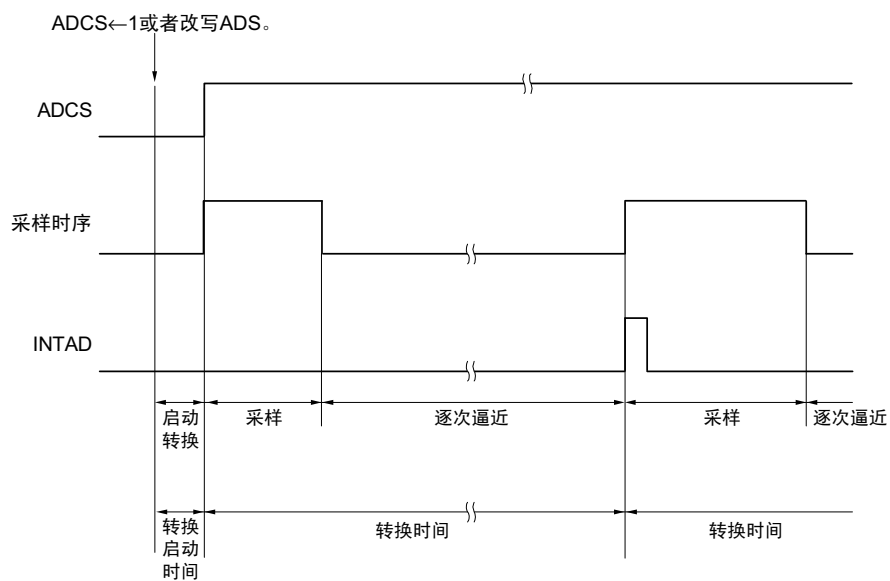 ADCS←1或者改写ADS。
ADCS
采样时序
INTAD
启动
转换
采样
逐次逼近
采样
逐次逼近
转换
启动
时间
转换时间
转换时间